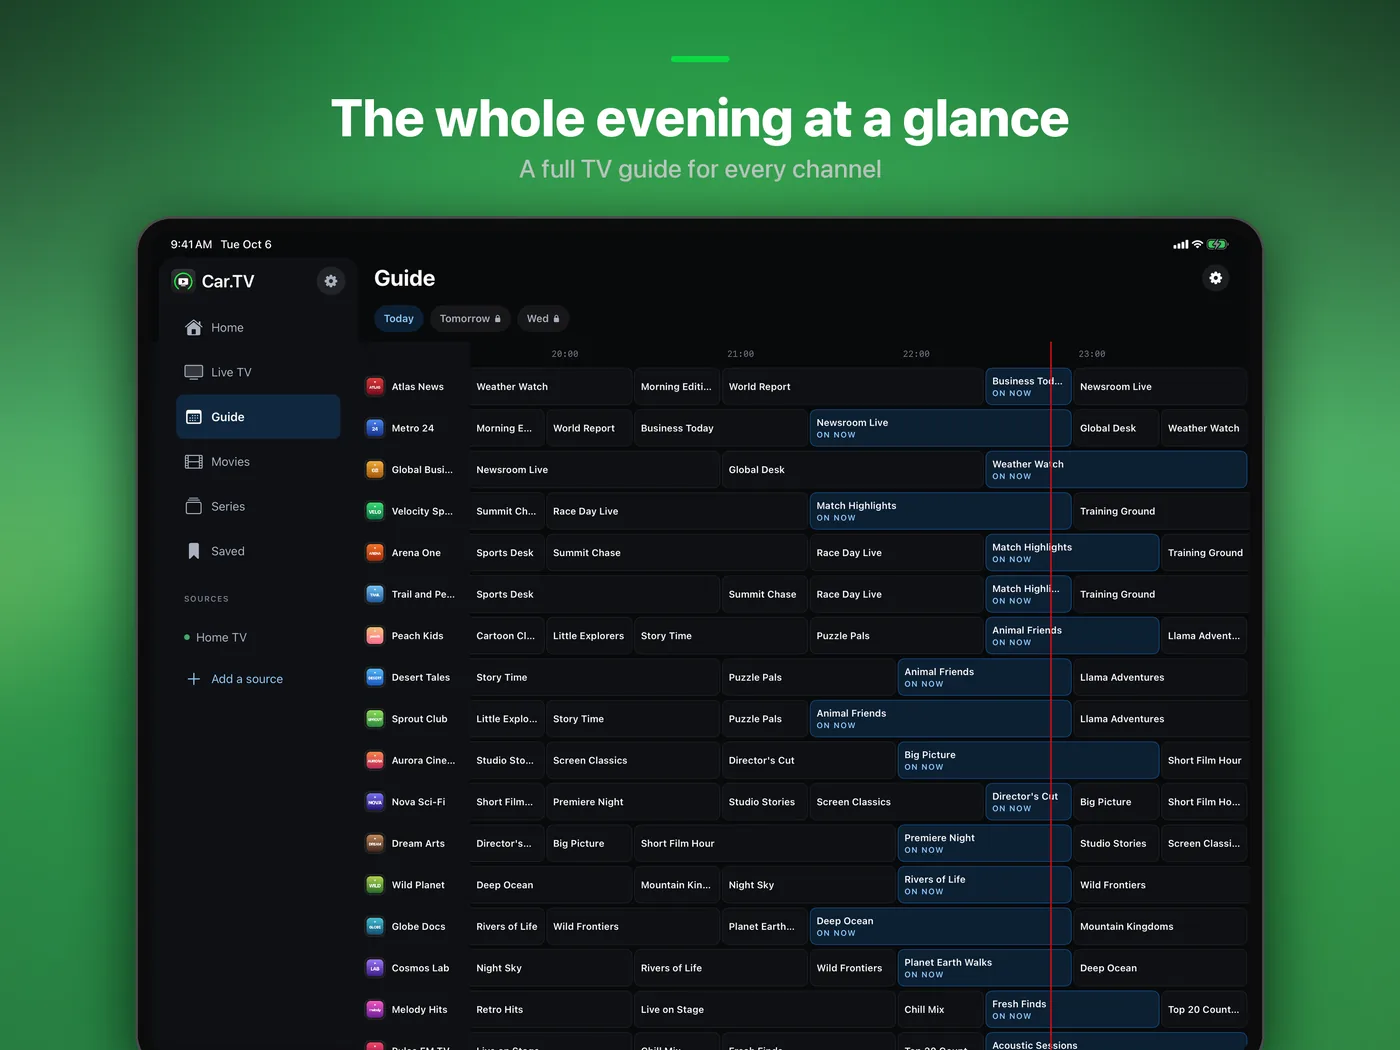 The whole evening at a glance
A full TV guide for every channel
9:41 AM Tue Oct 6
Car.TV
Guide
Home
Live TV
Guide
Movies
Series
Saved
SOURCES
Home TV
Add a source
Today Tomorrow Wed
20:00 21:00 22:00 23:00
Atlas News Weather Watch Morning Editi... World Report Business Tod... ON NOW Newsroom Live
Metro 24 Morning E... World Report Business Today Newsroom Live ON NOW Global Desk Weather Watch
Global Busi... Newsroom Live Global Desk Weather Watch ON NOW
Velocity Sp... Summit Ch... Race Day Live Match Highlights ON NOW Training Ground
Arena One Sports Desk Summit Chase Race Day Live Match Highlights ON NOW Training Ground
Trail and Pe... Sports Desk Summit Chase Race Day Live Match Highli... ON NOW Training Ground
Peach Kids Cartoon Cl... Little Explorers Story Time Puzzle Pals Animal Friends ON NOW Llama Advent...
Desert Tales Story Time Puzzle Pals Animal Friends ON NOW Llama Adventures
Sprout Club Little Explo... Story Time Puzzle Pals Animal Friends ON NOW Llama Adventures
Aurora Cine... Studio Sto... Screen Classics Director's Cut Big Picture ON NOW Short Film Hour
Nova Sci-Fi Short Film... Premiere Night Studio Stories Screen Classics Director's Cut ON NOW Big Picture Short Film Ho...
Dream Arts Director's... Big Picture Short Film Hour Premiere Night ON NOW Studio Stories Screen Classi...
Wild Planet Deep Ocean Mountain Kin... Night Sky Rivers of Life ON NOW Wild Frontiers
Globe Docs Rivers of Life Wild Frontiers Planet Earth... Deep Ocean ON NOW Mountain Kingdoms
Cosmos Lab Night Sky Rivers of Life Wild Frontiers Planet Earth Walks ON NOW Deep Ocean
Melody Hits Retro Hits Live on Stage Chill Mix Fresh Finds ON NOW Top 20 Count...
Acoustic Sessions